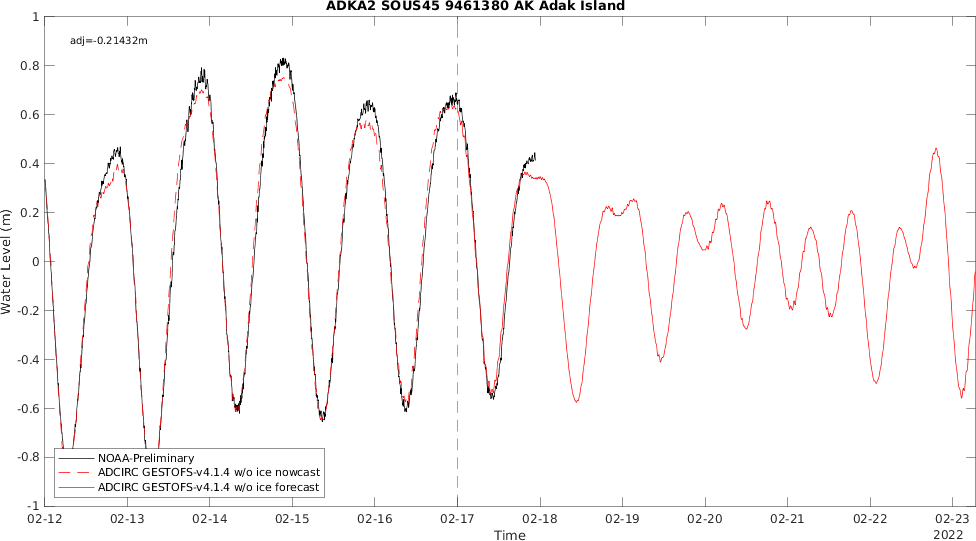 ADKA2 SOUS45 9461380 AK Adak Island
adj=-0.21432m
1
0.8
0.6
0.4
0.2
0
-0.2
-0.4
-0.6
-0.8
-1
Water Level (m)
NOAA-Preliminary
ADCIRC GESTOFS-v4.1.4 w/o ice nowcast
ADCIRC GESTOFS-v4.1.4 w/o ice forecast
02-12 02-13 02-14 02-15 02-16 02-17 02-18 02-19 02-20 02-21 02-22 02-23
Time
2022